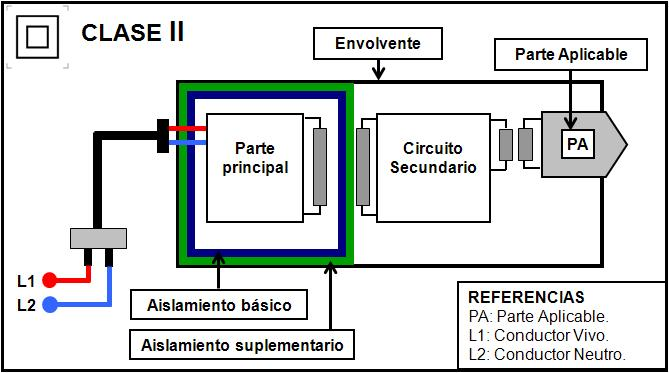 CLASE II
Envolvente
Parte Aplicable
Parte
principal
Circuito
Secundario
PA
L1
L2
Aislamiento básico
Aislamiento suplementario
REFERENCIAS
PA: Parte Aplicable.
L1: Conductor Vivo.
L2: Conductor Neutro.